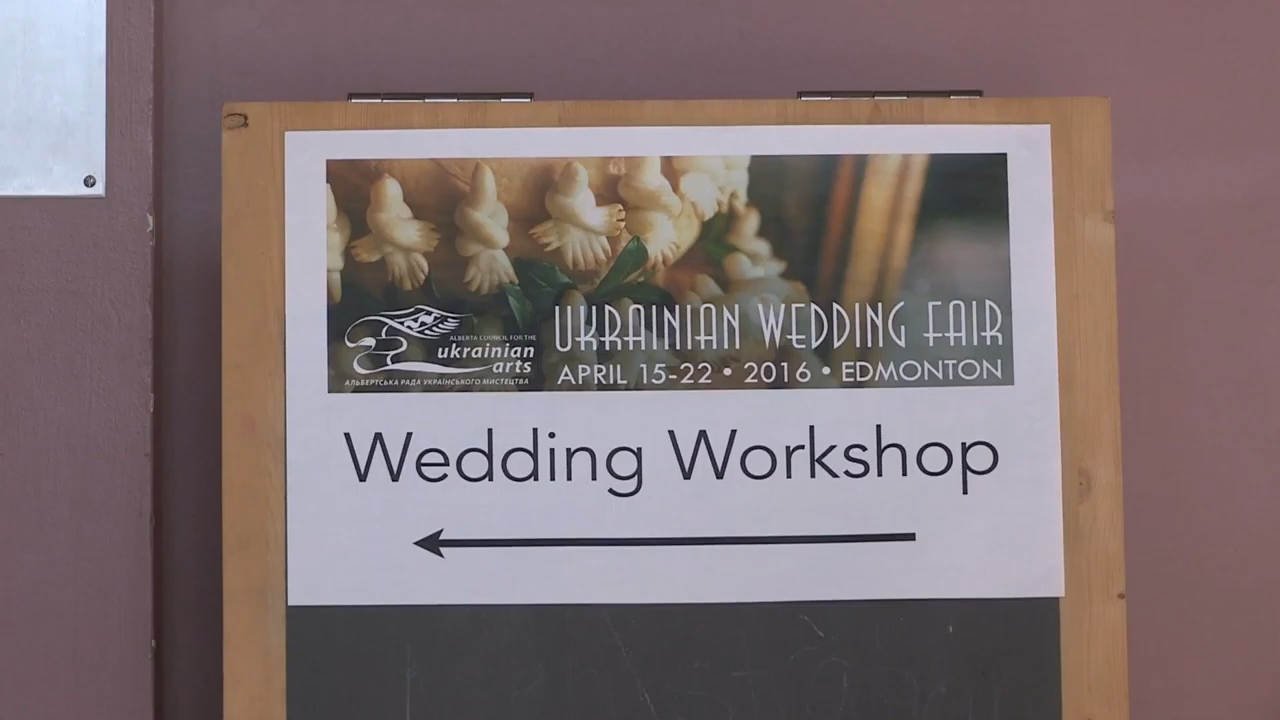 UKRAINIAN WEDDING FAIR
APRIL 15-22 • 2016 • EDMONTON
ALBERTA COUNCIL FOR THE
ukrainian
arts
АЛЬБЕРТСЬКА РАДА УКРАЇНСЬКОГО МИСТЕЦТВА
Wedding Workshop